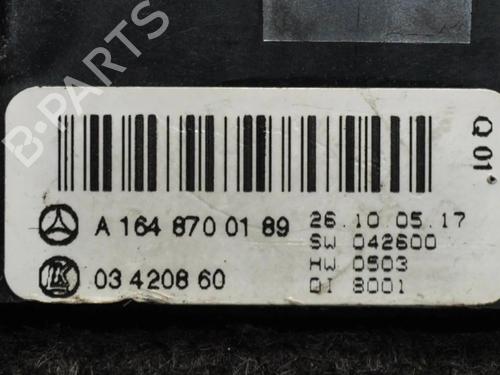 B-PARTS
Q 01
A 164 870 01 89 26.10 05.17
SW 042600
03 4208 60 HW 0503
QI 8001